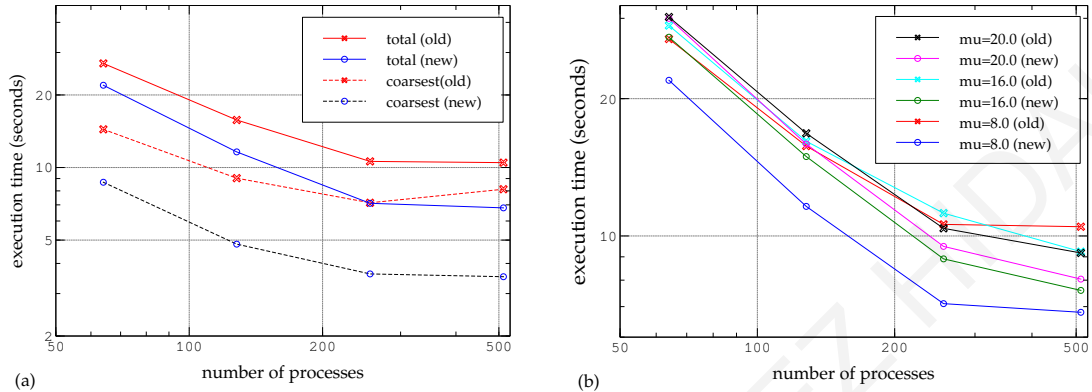 total (old)
total (new)
coarsest(old)
coarsest (new)
execution time (seconds)
20
10
5
2
50
100
200
500
number of processes
(a)
mu=20.0 (old)
mu=20.0 (new)
mu=16.0 (old)
mu=16.0 (new)
mu=8.0 (old)
mu=8.0 (new)
execution time (seconds)
20
10
50
100
200
500
number of processes
(b)